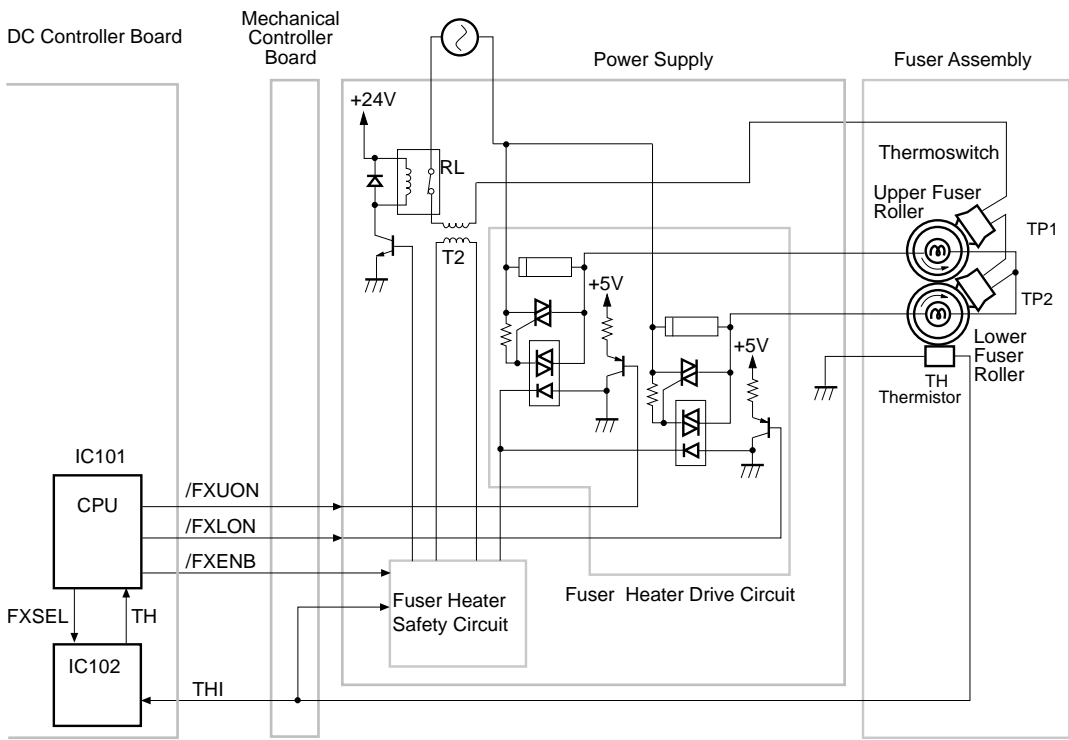 DC Controller Board
Mechanical
Controller
Board
Power Supply
Fuser Assembly
+24V
RL
T2
Thermoswitch
Upper Fuser
Roller
TP1
TP2
+5V
+5V
Lower
Fuser
Roller
TH
Thermistor
IC101
CPU
/FXUON
/FXLON
/FXENB
Fuser Heater Drive Circuit
Fuser Heater
Safety Circuit
FXSEL
TH
IC102
THI